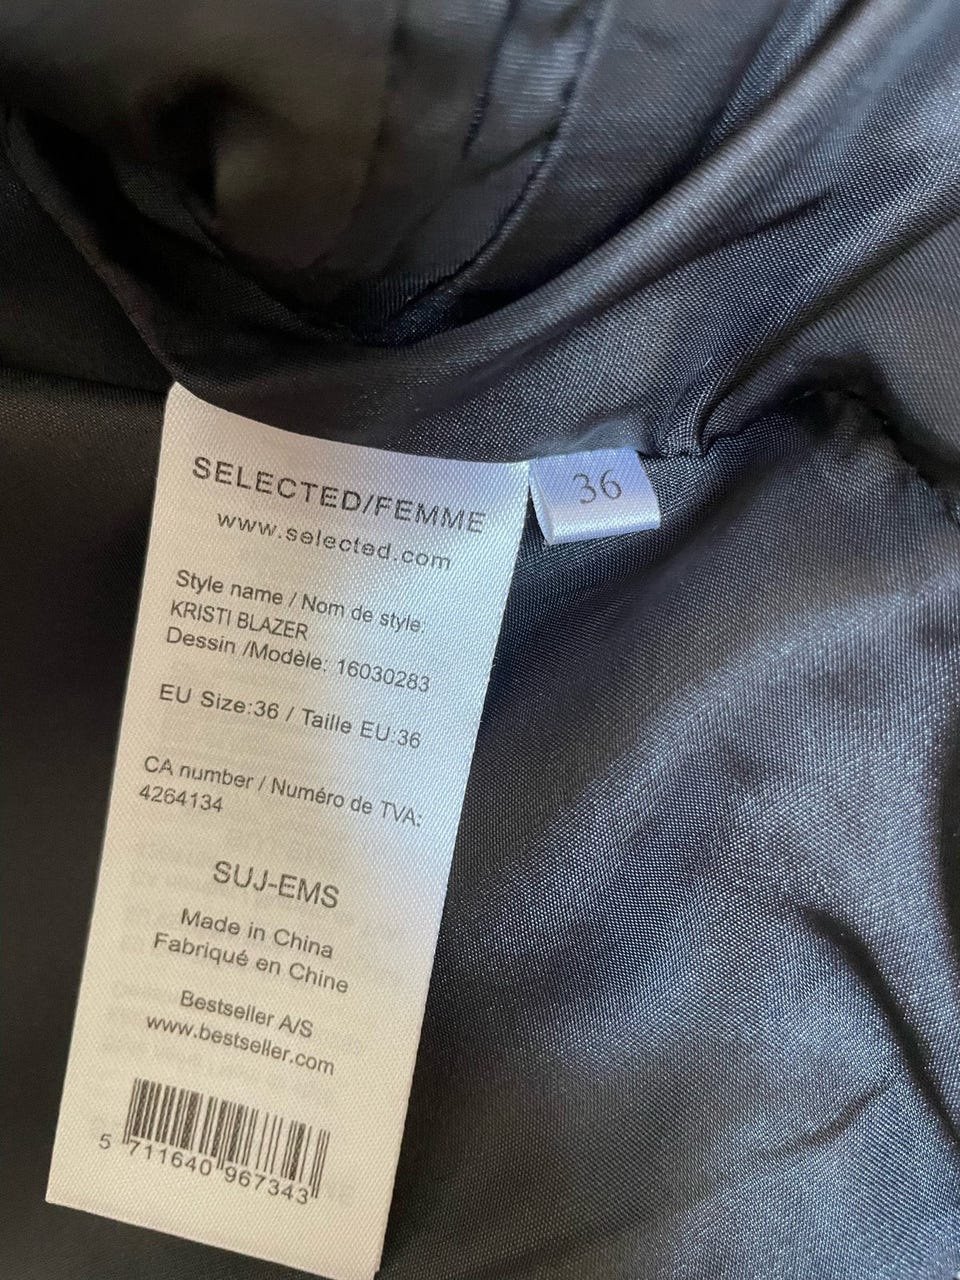 SELECTED/FEMME
www.selected.com
36
Style name / Nom de style:
KRISTI BLAZER
Dessin /Modèle: 16030283
EU Size:36 / Taille EU:36
CA number / Numéro de TVA:
4264134
SUJ-EMS
Made in China
Fabriqué en Chine
Bestseller A/S
www.bestseller.com
5 711640 967343